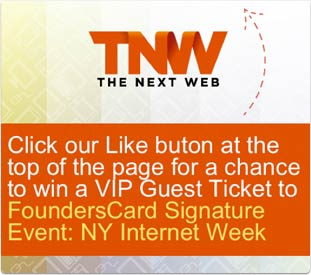 TNW
THE NEXT WEB
Click our Like buton at the
top of the page for a chance
to win a VIP Guest Ticket to
FoundersCard Signature
Event: NY Internet Week